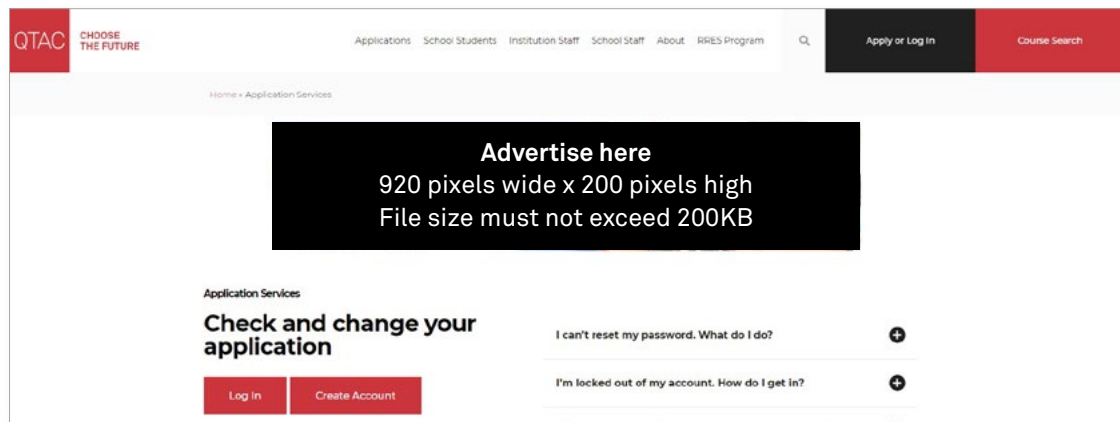 QTAC
CHOOSE
THE FUTURE
Applications School Students Institution Staff School Staff About RRES Program
Apply or Log In
Course Search
Home » Application Services
Advertise here
920 pixels wide x 200 pixels high
File size must not exceed 200KB
Application Services
Check and change your
application
Log In
Create Account
I can't reset my password. What do I do?
I'm locked out of my account. How do I get in?